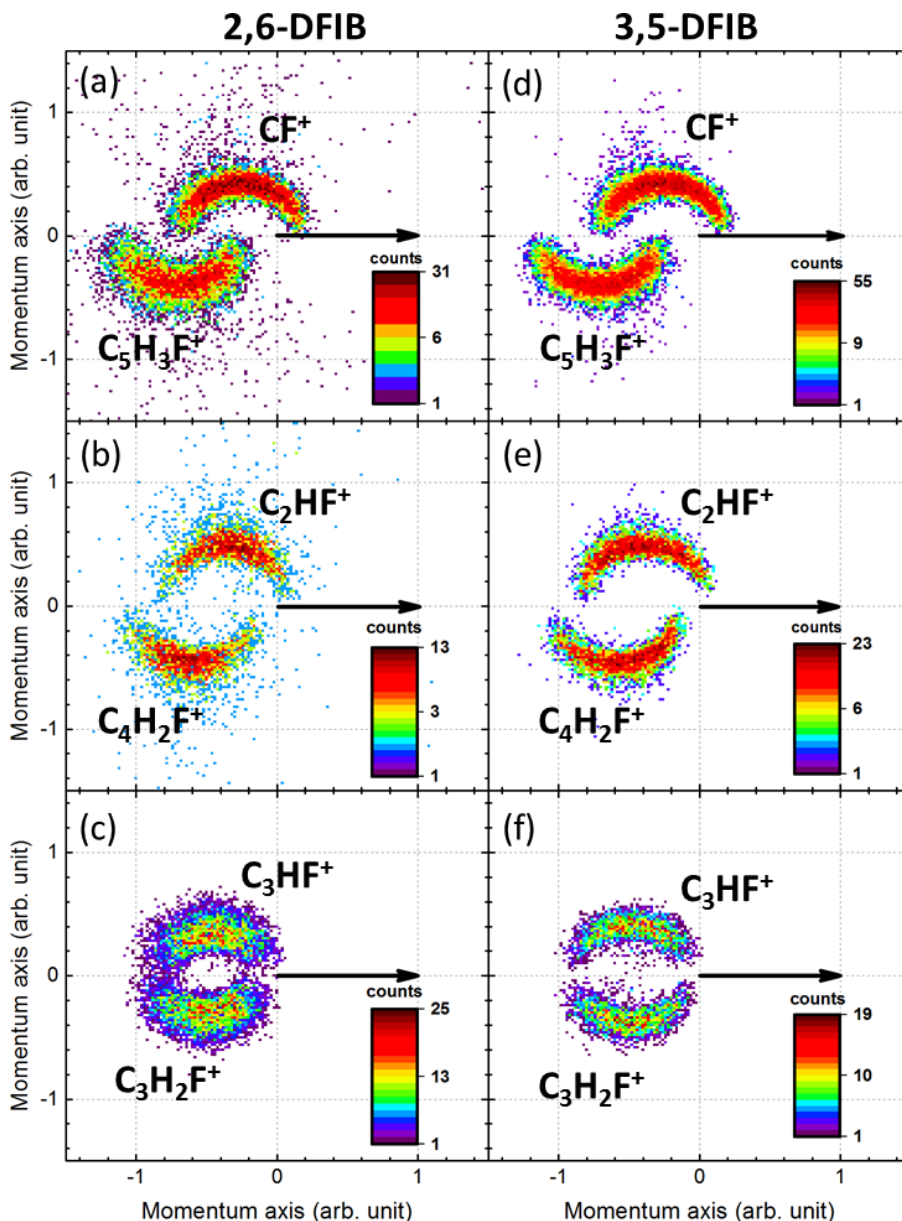 2,6-DFIB 3,5-DFIB
(a) (d)
CF⁺ CF⁺
Momentum axis (arb. unit)
1
0
-1
counts counts
31 55
6 9
1 1
C₅H₃F⁺ C₅H₃F⁺
(b) (e)
C₂HF⁺ C₂HF⁺
Momentum axis (arb. unit)
1
0
-1
counts counts
13 23
3 6
1 1
C₄H₂F⁺ C₄H₂F⁺
(c) (f)
C₃HF⁺ C₃HF⁺
Momentum axis (arb. unit)
1
0
-1
counts counts
25 19
13 10
1 1
C₃H₂F⁺ C₃H₂F⁺
-1 0 1 -1 0 1
Momentum axis (arb. unit) Momentum axis (arb. unit)